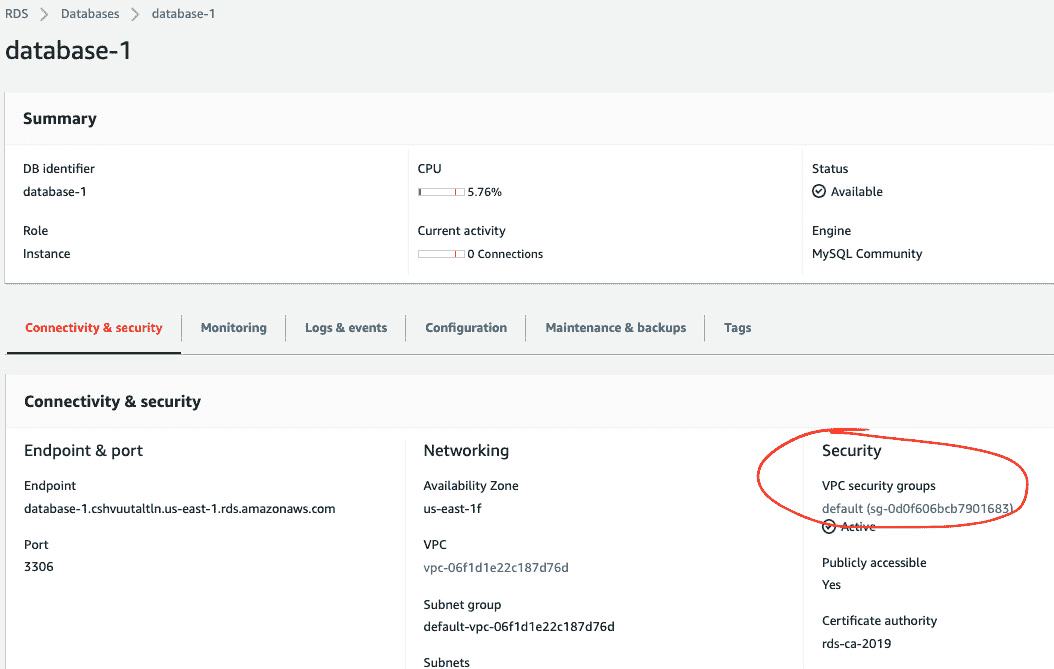 RDS > Databases > database-1
database-1
Summary
DB identifier
database-1
CPU
5.76%
Status
Available
Role
Instance
Current activity
0 Connections
Engine
MySQL Community
Connectivity & security
Monitoring
Logs & events
Configuration
Maintenance & backups
Tags
Connectivity & security
Endpoint & port
Endpoint
database-1.cshvuutaltln.us-east-1.rds.amazonaws.com
Port
3306
Networking
Availability Zone
us-east-1f
VPC
vpc-06f1d1e22c187d76d
Subnet group
default-vpc-06f1d1e22c187d76d
Subnets
Security
VPC security groups
default (sg-0d0f606bcb7901683)
Active
Publicly accessible
Yes
Certificate authority
rds-ca-2019